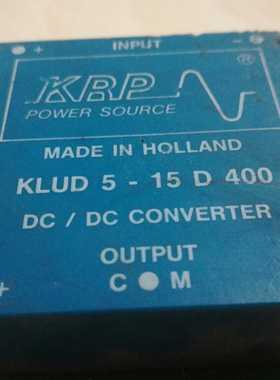 + INPUT -
KRP ®
POWER SOURCE
MADE IN HOLLAND
KLUD 5 - 15 D 400
DC / DC CONVERTER
OUTPUT
+ C M